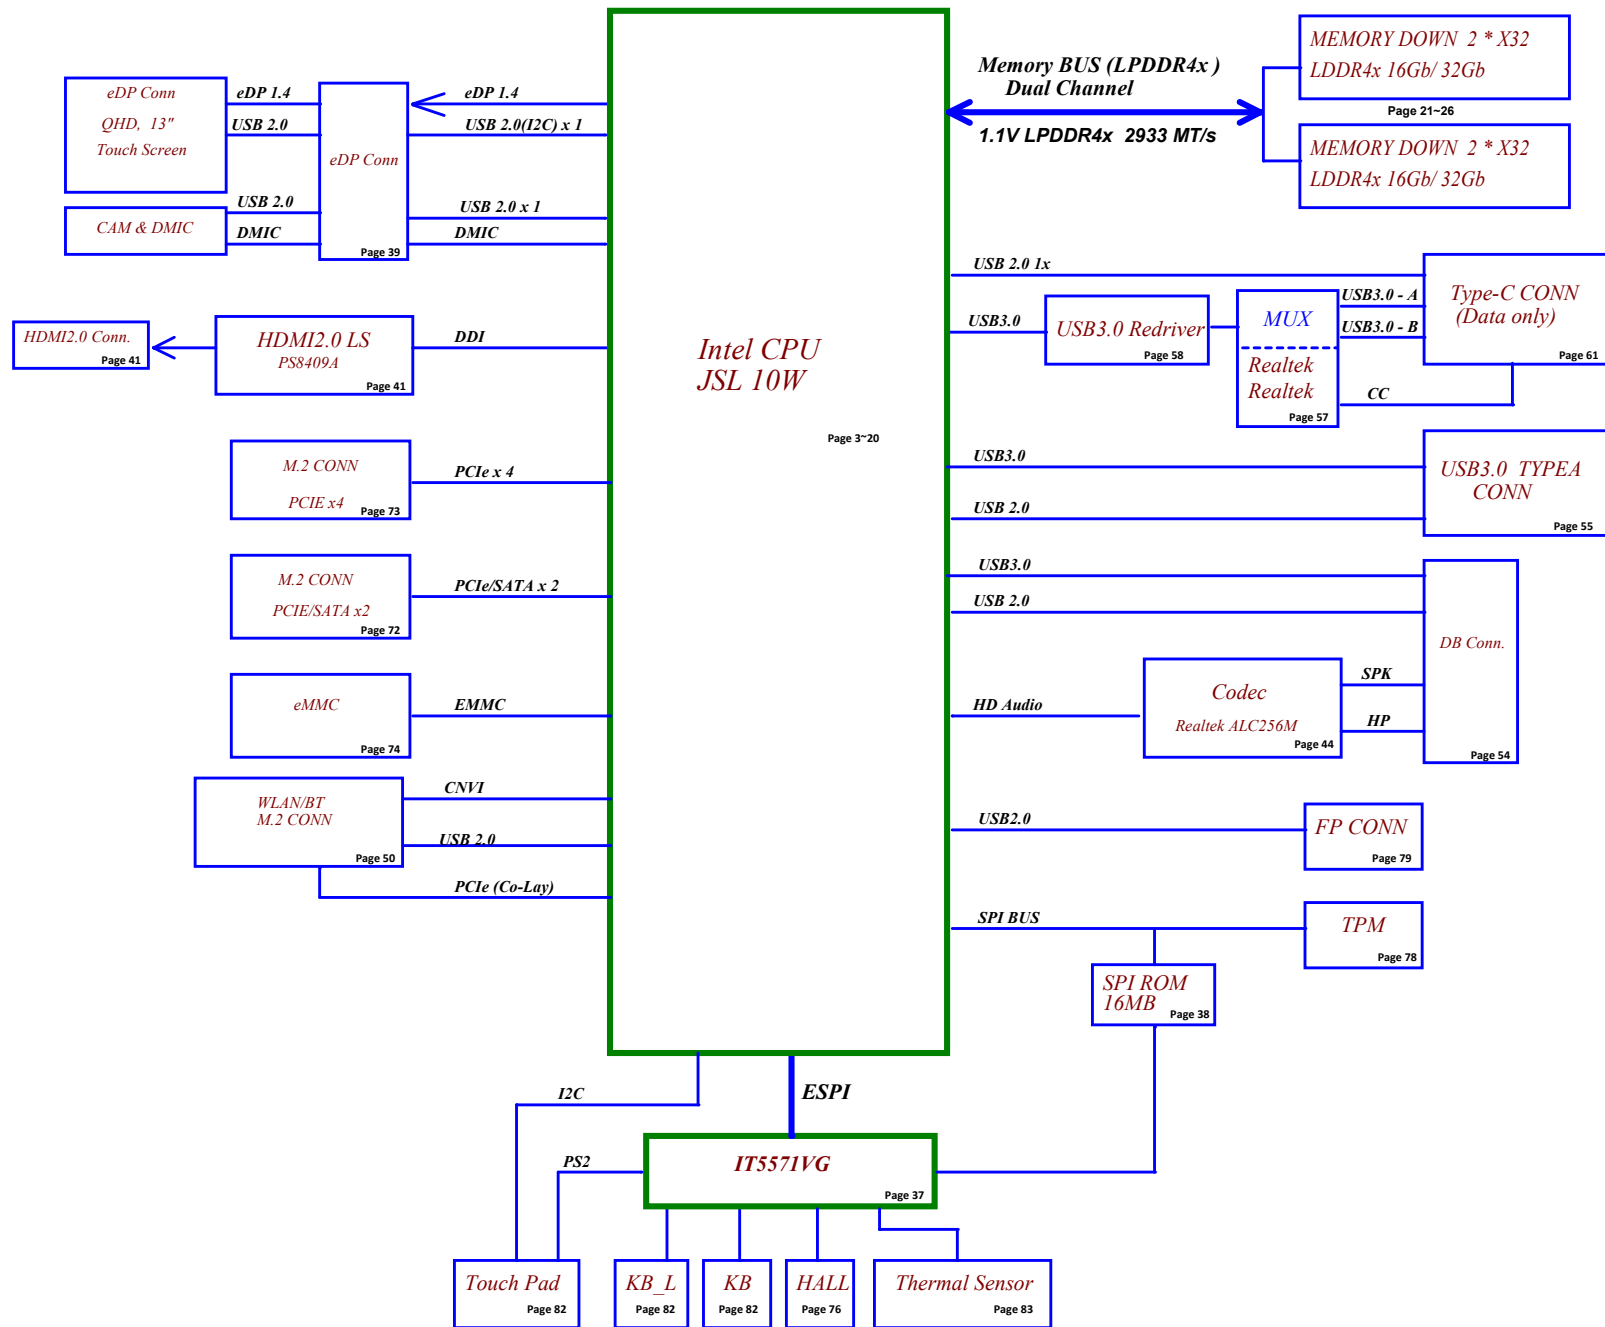 eDP Conn
QHD, 13"
Touch Screen
eDP 1.4
USB 2.0
USB 2.0
DMIC
CAM & DMIC
eDP Conn
Page 39
eDP 1.4
USB 2.0(I2C) x 1
USB 2.0 x 1
DMIC
HDMI2.0 Conn.
Page 41
HDMI2.0 LS
PS8409A
Page 41
DDI
M.2 CONN
PCIE x4
Page 73
PCIe x 4
M.2 CONN
PCIE/SATA x2
Page 72
PCIe/SATA x 2
eMMC
Page 74
EMMC
WLAN/BT
M.2 CONN
Page 50
CNVI
USB 2.0
PCIe (Co-Lay)
Intel CPU
JSL 10W
Page 3~20
Memory BUS (LPDDR4x )
Dual Channel
1.1V LPDDR4x 2933 MT/s
MEMORY DOWN 2 * X32
LDDR4x 16Gb/ 32Gb
Page 21~26
MEMORY DOWN 2 * X32
LDDR4x 16Gb/ 32Gb
USB 2.0 1x
USB3.0
USB3.0 Redriver
Page 58
MUX
Realtek
Realtek
Page 57
USB3.0 - A
USB3.0 - B
CC
Type-C CONN
(Data only)
Page 61
USB3.0
USB 2.0
USB3.0 TYPEA
CONN
Page 55
USB3.0
USB 2.0
DB Conn.
Page 54
HD Audio
Codec
Realtek ALC256M
Page 44
SPK
HP
USB2.0
FP CONN
Page 79
SPI BUS
TPM
Page 78
SPI ROM
16MB
Page 38
I2C
ESPI
PS2
IT5571VG
Page 37
Touch Pad
Page 82
KB_L
Page 82
KB
Page 82
HALL
Page 76
Thermal Sensor
Page 83